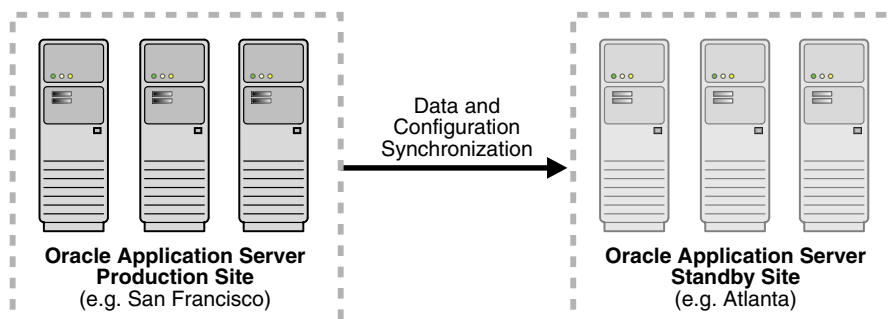 Data and
Configuration
Synchronization
Oracle Application Server
Production Site
(e.g. San Francisco)
Oracle Application Server
Standby Site
(e.g. Atlanta)